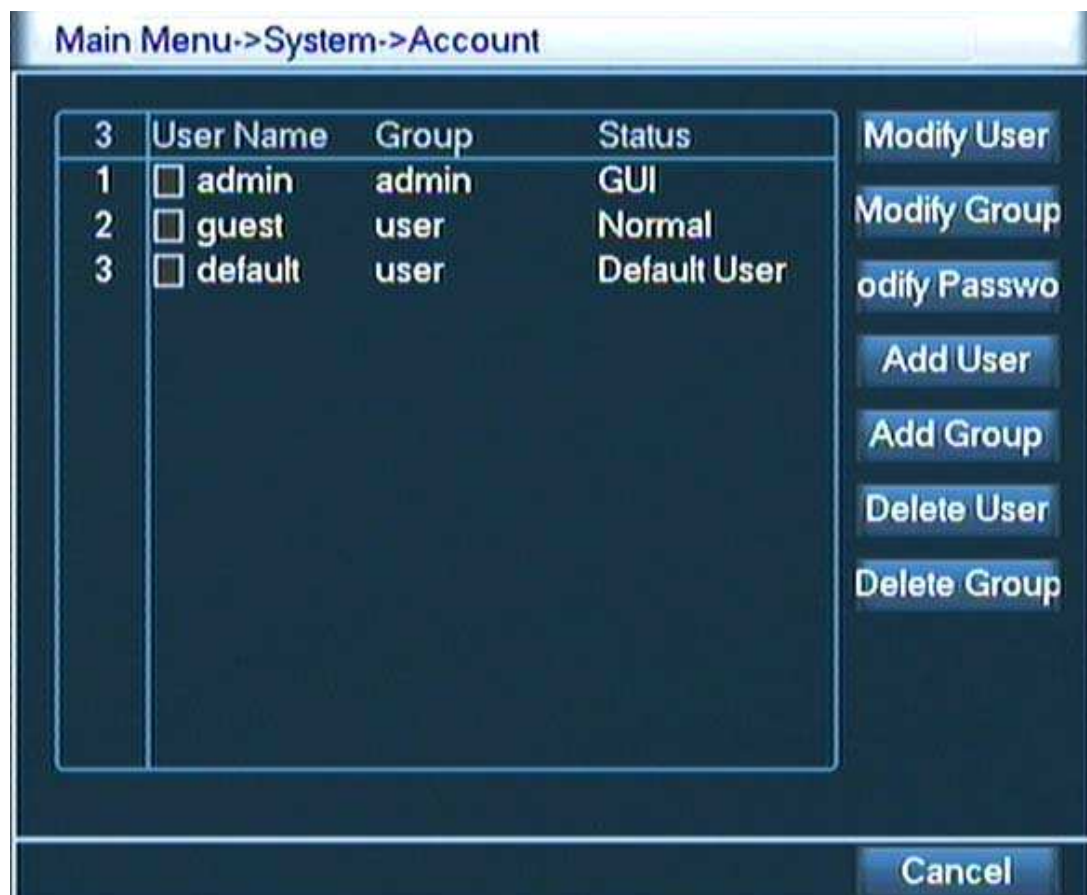 Main Menu->System->Account
3 User Name Group Status
1 admin admin GUI
2 guest user Normal
3 default user Default User
Modify User
Modify Group
odify Passwo
Add User
Add Group
Delete User
Delete Group
Cancel